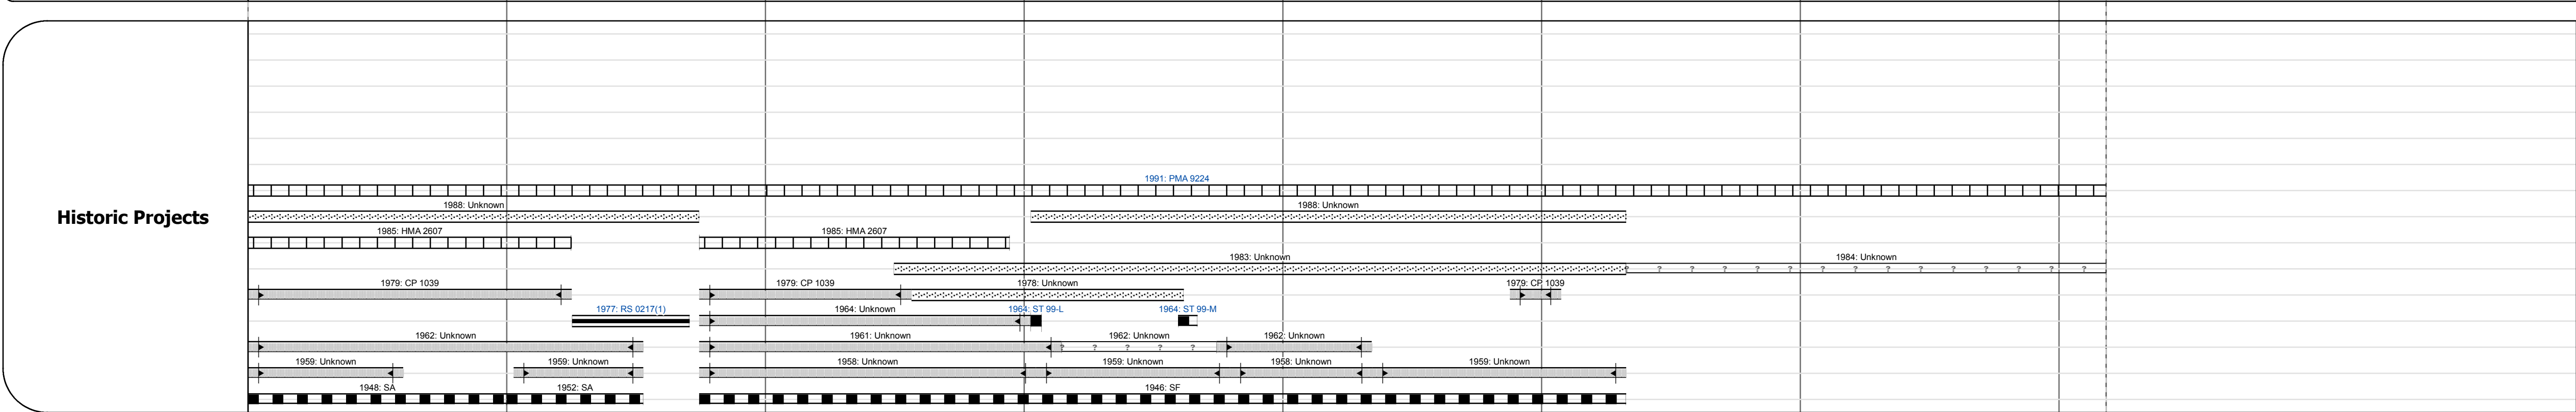 1991: PMA 9224
1988: Unknown 1988: Unknown
Historic Projects
1985: HMA 2607 1985: HMA 2607
1983: Unknown 1984: Unknown
? ? ? ? ? ? ? ? ? ? ? ? ? ? ?
1979: CP 1039 1979: CP 1039 1978: Unknown 1979: CP 1039
1977: RS 0217(1) 1964: Unknown 1964: ST 99-L 1964: ST 99-M
1962: Unknown 1961: Unknown 1962: Unknown 1962: Unknown
? ? ? ? ?
1959: Unknown 1959: Unknown 1958: Unknown 1959: Unknown 1958: Unknown 1959: Unknown
1948: SA 1952: SA 1946: SF